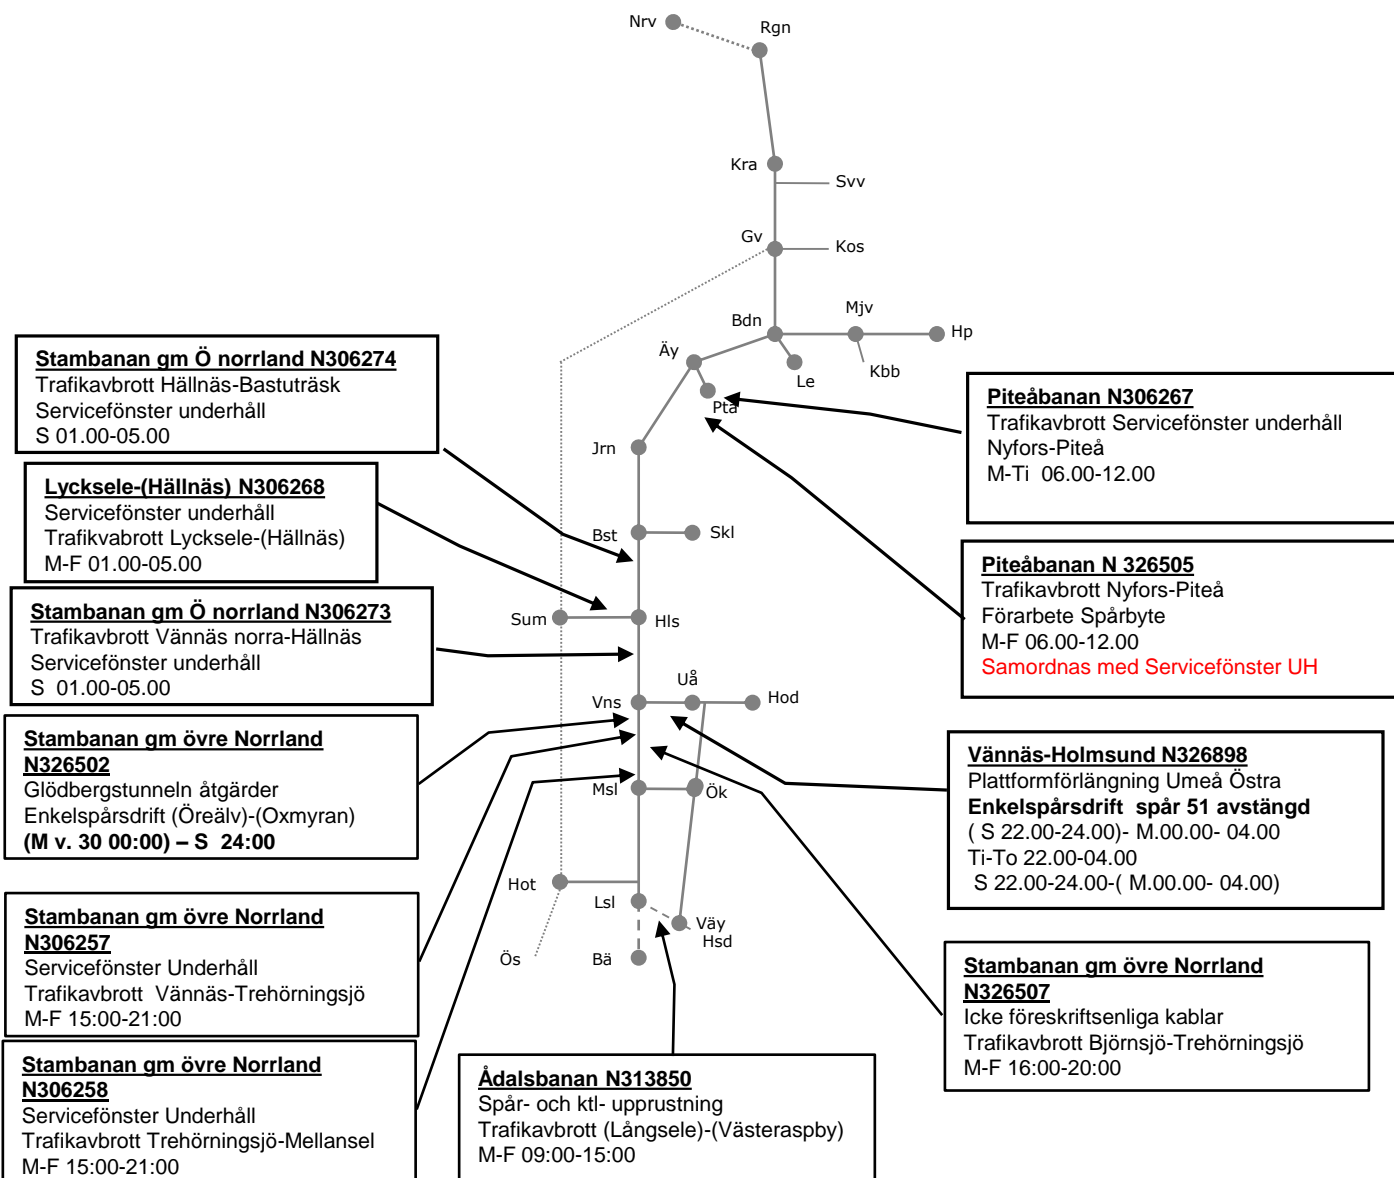 Nrv
Rgn
Kra
Svv
Gv
Kos
Bdn
Mjv
Hp
Äy
Le
Kbb
Pta
Jrn
Bst
Skl
Sum
Hls
Uå
Vns
Hod
Msl
Ök
Hot
Lsl
Väy
Hsd
Ös
Bä
Stambanan gm Ö norrland N306274
Trafikavbrott Hällnäs-Bastuträsk
Servicefönster underhåll
S 01.00-05.00
Lycksele-(Hällnäs) N306268
Servicefönster underhåll
Trafikvabrott Lycksele-(Hällnäs)
M-F 01.00-05.00
Stambanan gm Ö norrland N306273
Trafikavbrott Vännäs norra-Hällnäs
Servicefönster underhåll
S 01.00-05.00
Stambanan gm övre Norrland
N326502
Glödbergstunneln åtgärder
Enkelspårsdrift (Öreälv)-(Oxmyran)
(M v. 30 00:00) – S 24:00
Stambanan gm övre Norrland
N306257
Servicefönster Underhåll
Trafikavbrott Vännäs-Trehörningsjö
M-F 15:00-21:00
Stambanan gm övre Norrland
N306258
Servicefönster Underhåll
Trafikavbrott Trehörningsjö-Mellansel
M-F 15:00-21:00
Ådalsbanan N313850
Spår- och ktl- upprustning
Trafikavbrott (Långsele)-(Västeraspby)
M-F 09:00-15:00
Piteåbanan N306267
Trafikavbrott Servicefönster underhåll
Nyfors-Piteå
M-Ti 06.00-12.00
Piteåbanan N 326505
Trafikavbrott Nyfors-Piteå
Förarbete Spårbyte
M-F 06.00-12.00
Samordnas med Servicefönster UH
Vännäs-Holmsund N326898
Plattformförlängning Umeå Östra
Enkelspårsdrift spår 51 avstängd
( S 22.00-24.00)- M.00.00- 04.00
Ti-To 22.00-04.00
S 22.00-24.00-( M.00.00- 04.00)
Stambanan gm övre Norrland
N326507
Icke föreskriftsenliga kablar
Trafikavbrott Björnsjö-Trehörningsjö
M-F 16:00-20:00